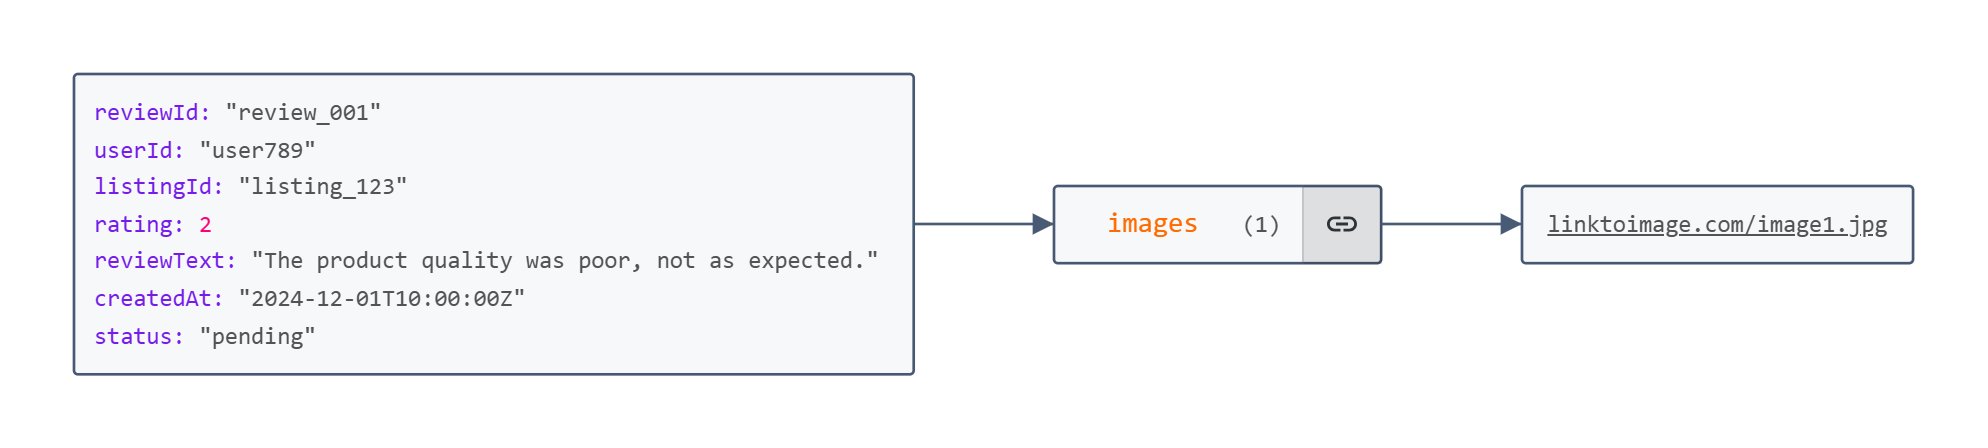 reviewId: "review_001"
userId: "user789"
listingId: "listing_123"
rating: 2
reviewText: "The product quality was poor, not as expected."
createdAt: "2024-12-01T10:00:00Z"
status: "pending"
images (1)
linktoimage.com/image1.jpg